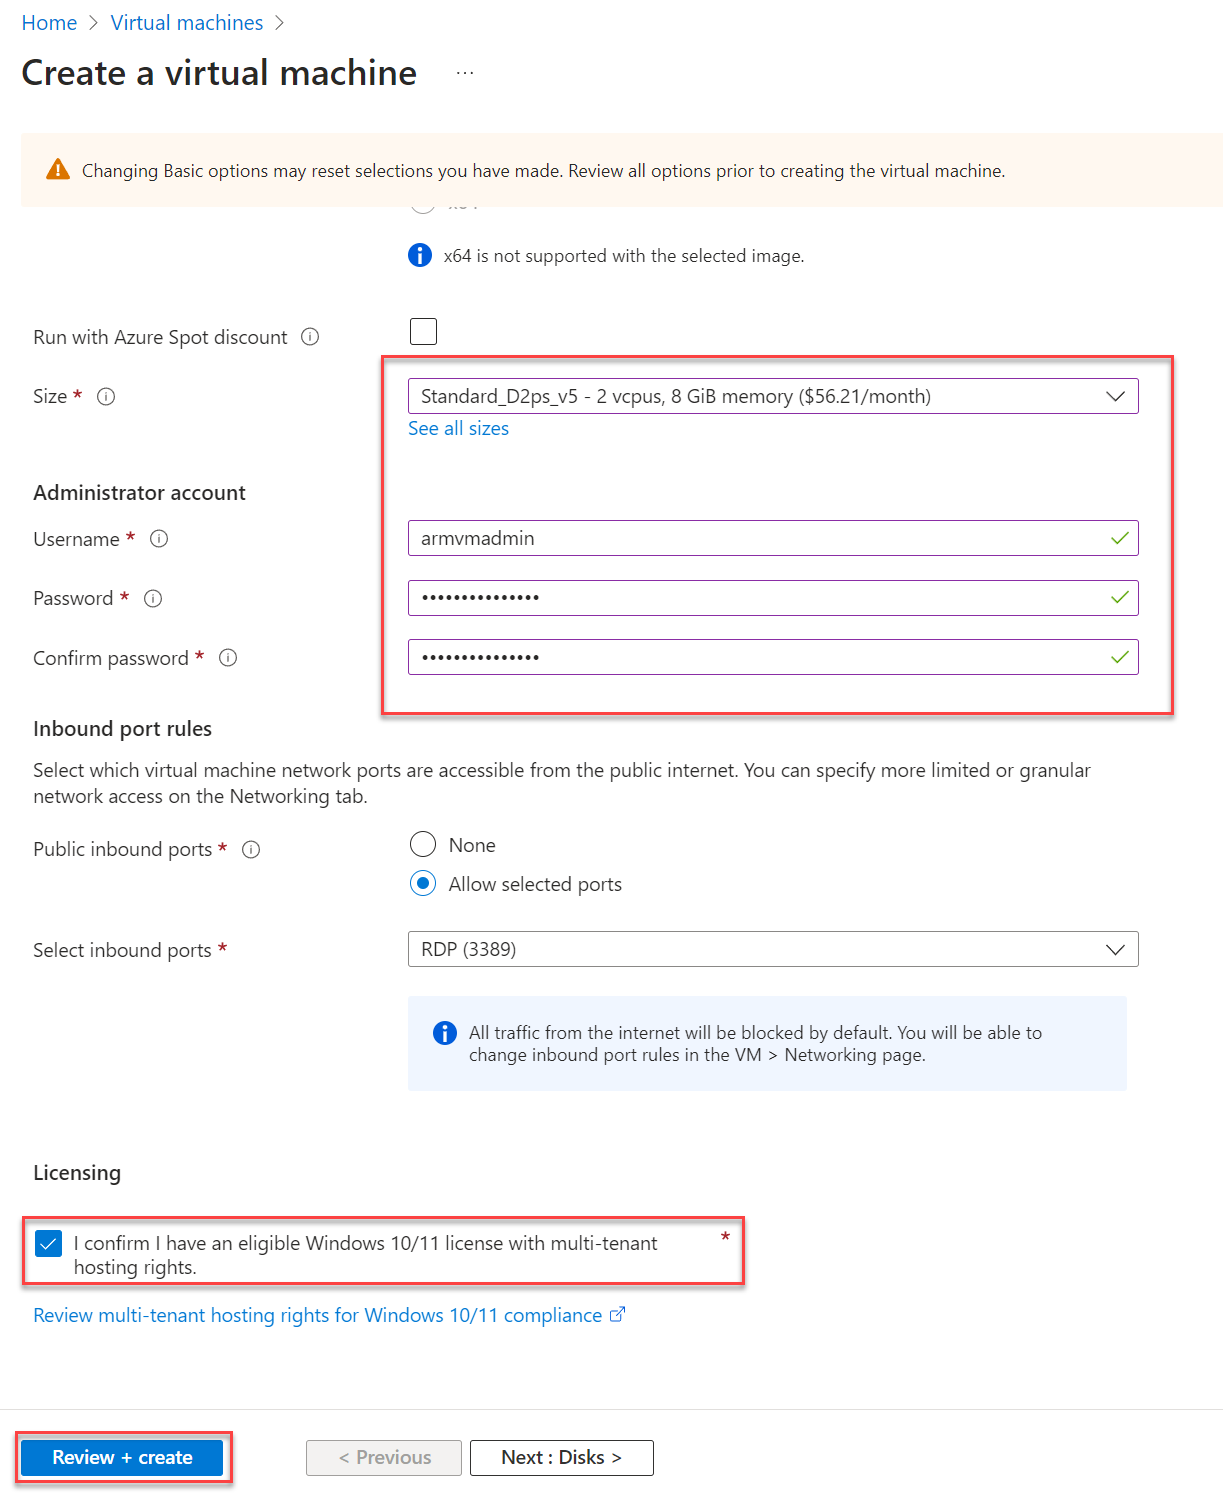 Home > Virtual machines >
Create a virtual machine ...
Changing Basic options may reset selections you have made. Review all options prior to creating the virtual machine.
x64 is not supported with the selected image.
Run with Azure Spot discount
Size *
Standard_D2ps_v5 - 2 vcpus, 8 GiB memory ($56.21/month)
See all sizes
Administrator account
Username *
armvmadmin
Password *
•••••••••••••••
Confirm password *
•••••••••••••••
Inbound port rules
Select which virtual machine network ports are accessible from the public internet. You can specify more limited or granular
network access on the Networking tab.
Public inbound ports *
None
Allow selected ports
Select inbound ports *
RDP (3389)
All traffic from the internet will be blocked by default. You will be able to
change inbound port rules in the VM > Networking page.
Licensing
I confirm I have an eligible Windows 10/11 license with multi-tenant *
hosting rights.
Review multi-tenant hosting rights for Windows 10/11 compliance
Review + create
< Previous
Next : Disks >